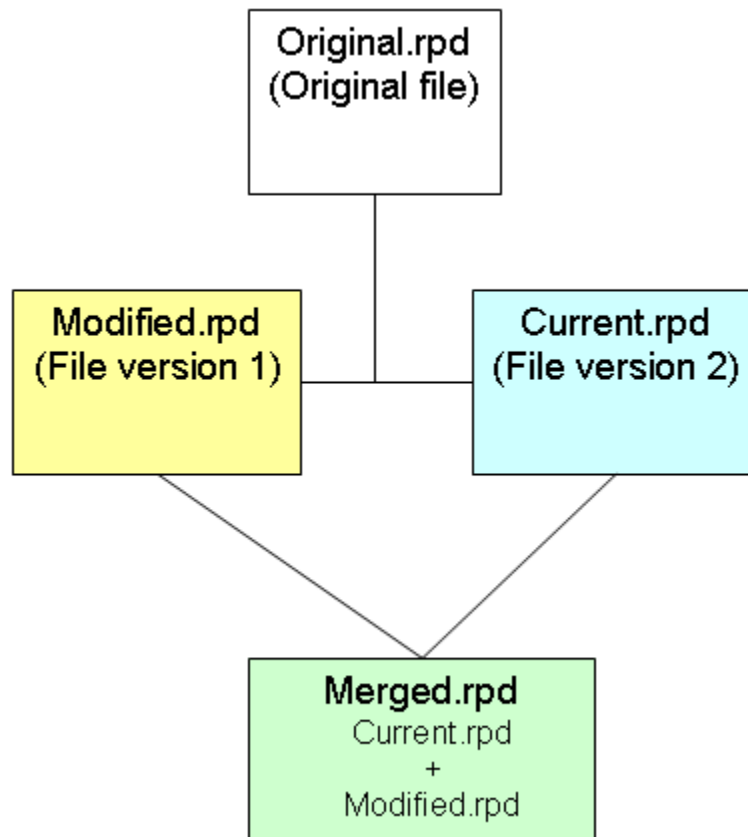 Original.rpd
(Original file)
Modified.rpd
(File version 1)
Current.rpd
(File version 2)
Merged.rpd
Current.rpd
+
Modified.rpd